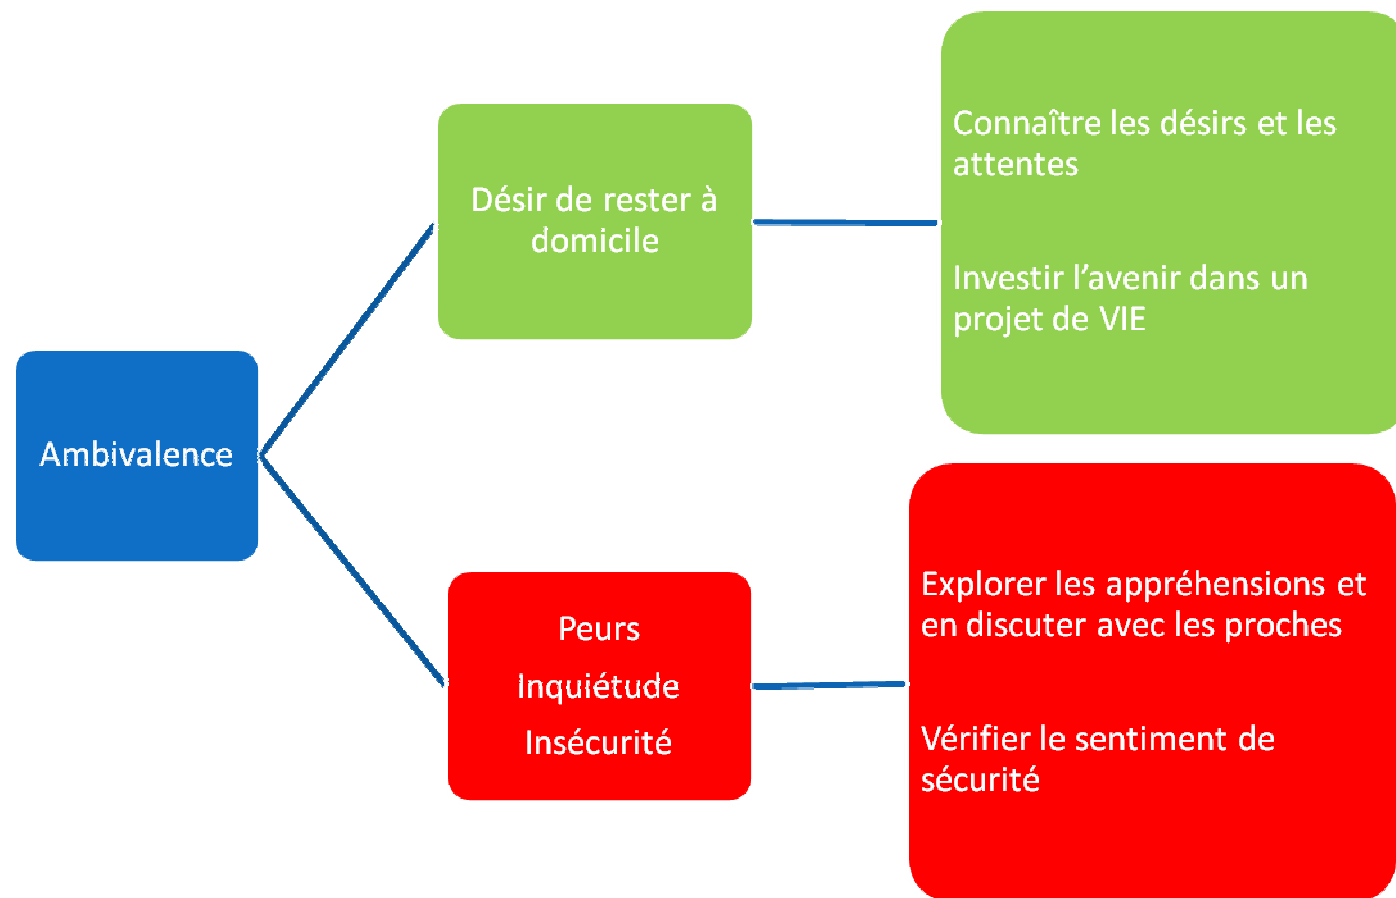 Ambivalence
Désir de rester à
domicile
Connaître les désirs et les
attentes
Investir l’avenir dans un
projet de VIE
Peurs
Inquiétude
Insécurité
Explorer les appréhensions et
en discuter avec les proches
Vérifier le sentiment de
sécurité